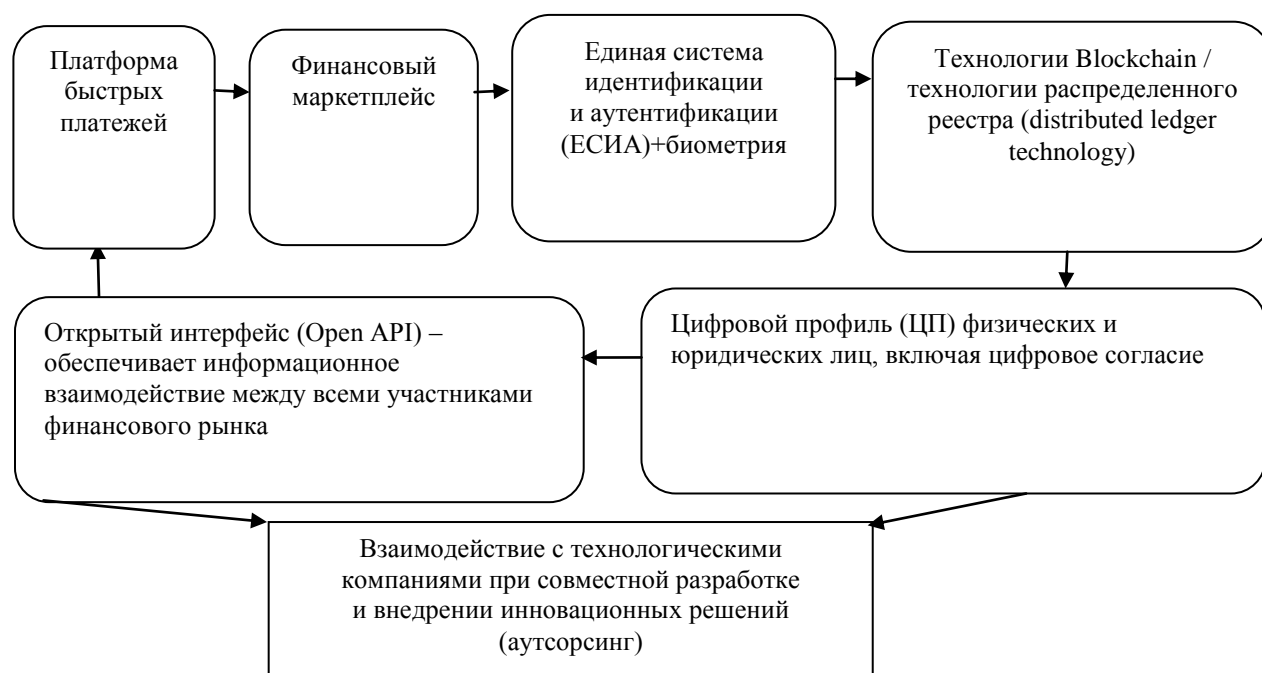 Платформа
быстрых
платежей
Финансовый
маркетплейс
Единая система
идентификации
и аутентификации
(ЕСИА)+биометрия
Технологии Blockchain /
технологии распределенного
реестра (distributed ledger
technology)
Открытый интерфейс (Open API) –
обеспечивает информационное
взаимодействие между всеми участниками
финансового рынка
Цифровой профиль (ЦП) физических и
юридических лиц, включая цифровое согласие
Взаимодействие с технологическими
компаниями при совместной разработке
и внедрении инновационных решений
(аутсорсинг)